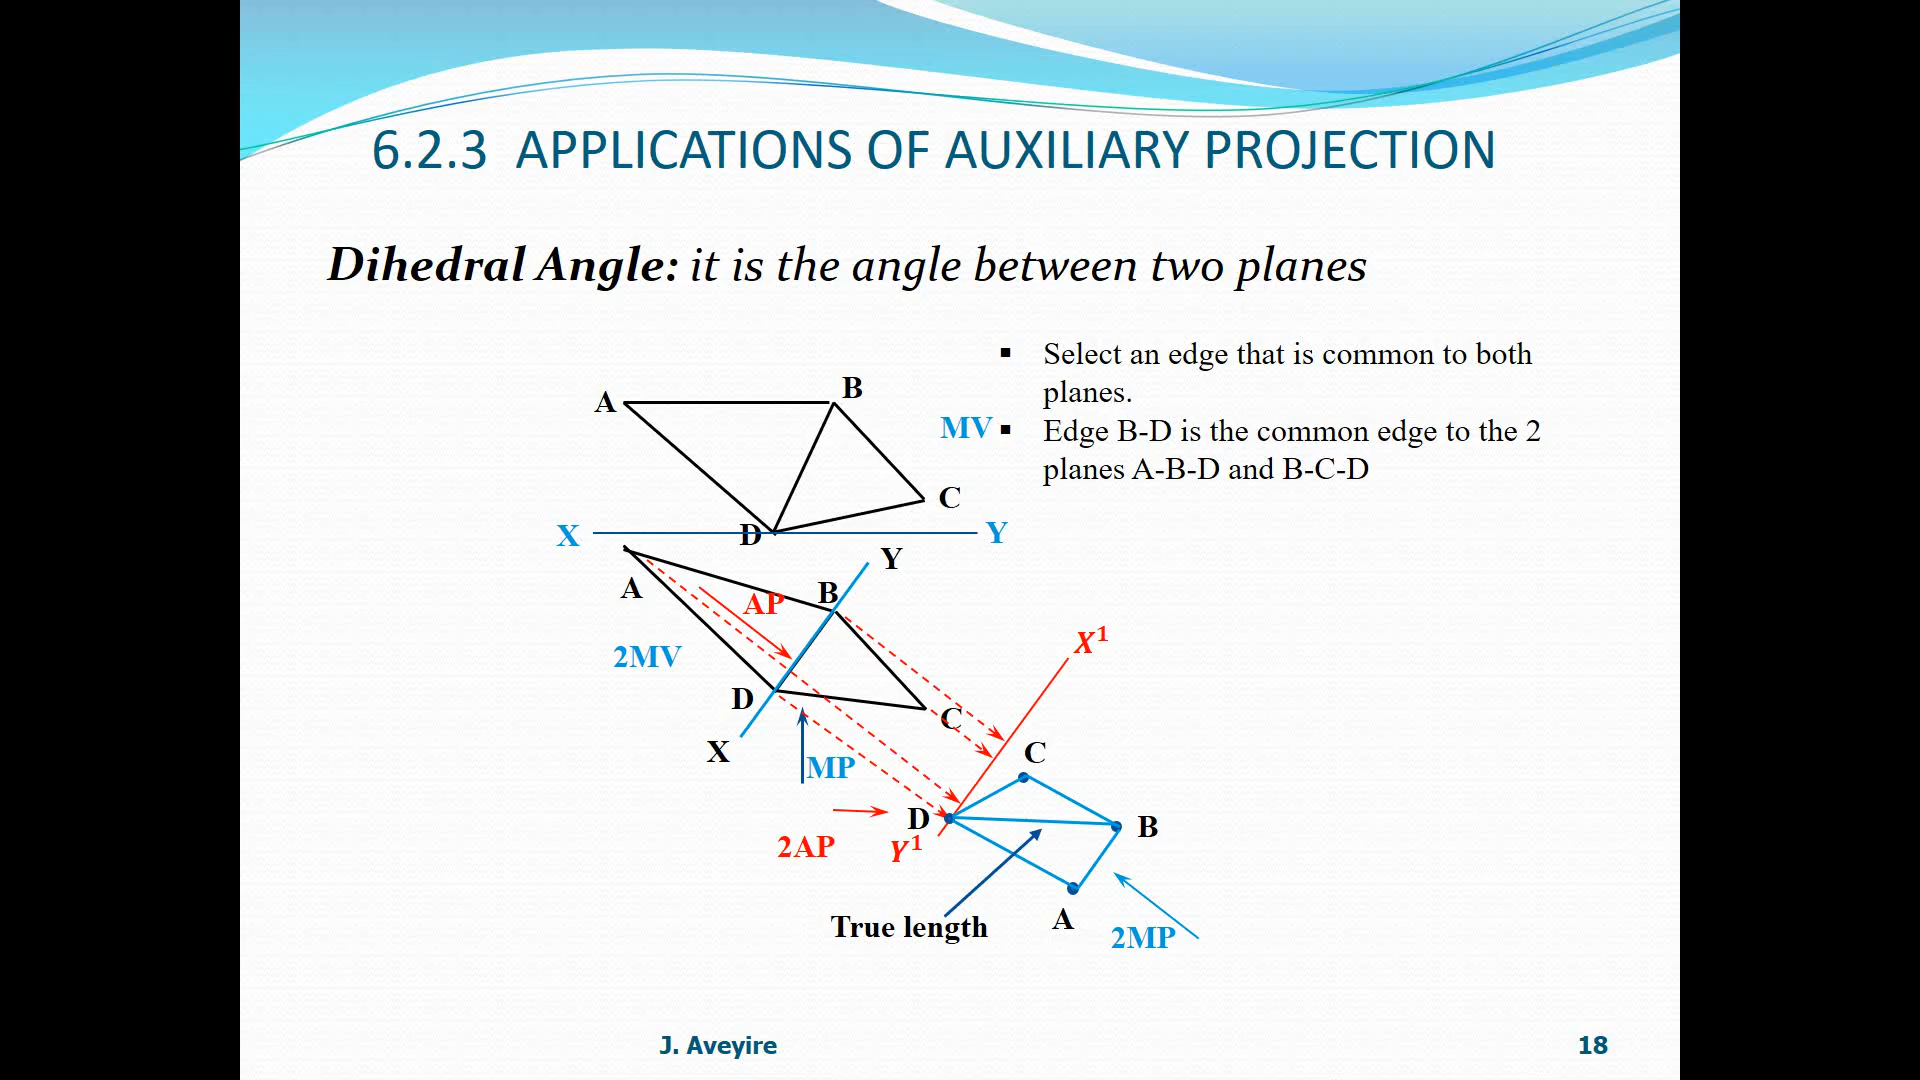 6.2.3 APPLICATIONS OF AUXILIARY PROJECTION
Dihedral Angle: it is the angle between two planes
▪ Select an edge that is common to both
planes.
▪ Edge B-D is the common edge to the 2
planes A-B-D and B-C-D
A
B
MV
C
X
D
Y
Y
A
B
AP
2MV
X¹
D
C
X
MP
C
D
B
2AP
Y¹
True length
A
2MP
J. Aveyire
18